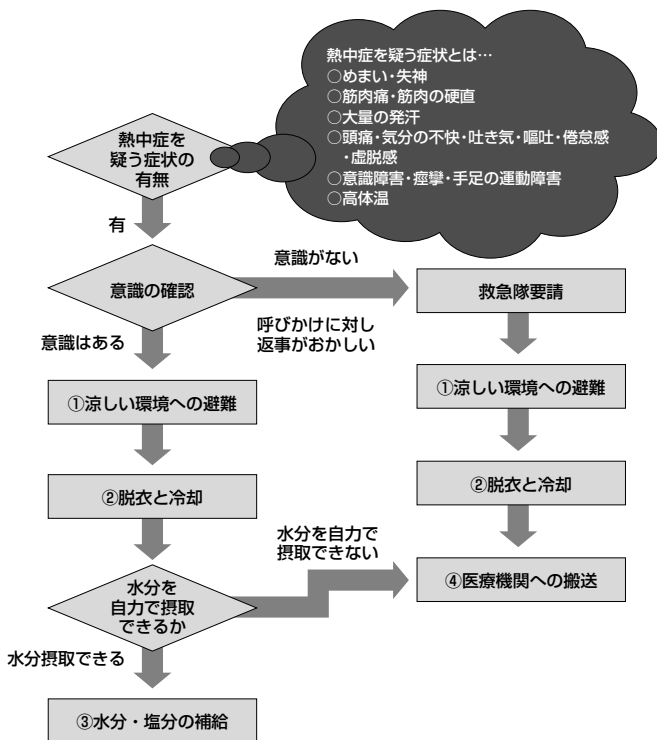 熱中症を疑う症状とは…
○めまい・失神
○筋肉痛・筋肉の硬直
○大量の発汗
○頭痛・気分の不快・吐き気・嘔吐・倦怠感
・虚脱感
○意識障害・痙攣・手足の運動障害
○高体温
熱中症を
疑う症状の
有無
有
意識の確認
意識がない
呼びかけに対し
返事がおかしい
救急隊要請
意識はある
①涼しい環境への避難
①涼しい環境への避難
②脱衣と冷却
②脱衣と冷却
水分を自力で
摂取できない
水分を
自力で摂取
できるか
④医療機関への搬送
水分摂取できる
③水分・塩分の補給